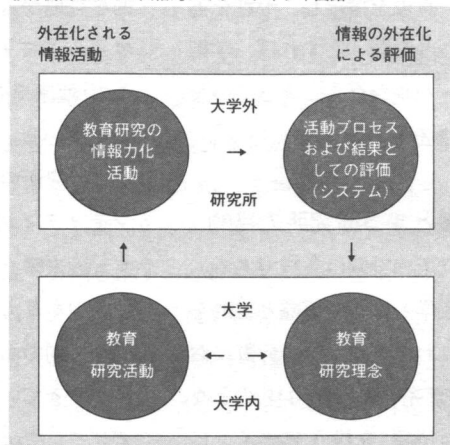 外在化される
情報活動
情報の外在化
による評価
大学外
教育研究の
情報力化
活動
→
活動プロセス
および結果と
しての評価
（システム）
研究所
↑
↓
大学
教育
研究活動
← →
教育
研究理念
大学内